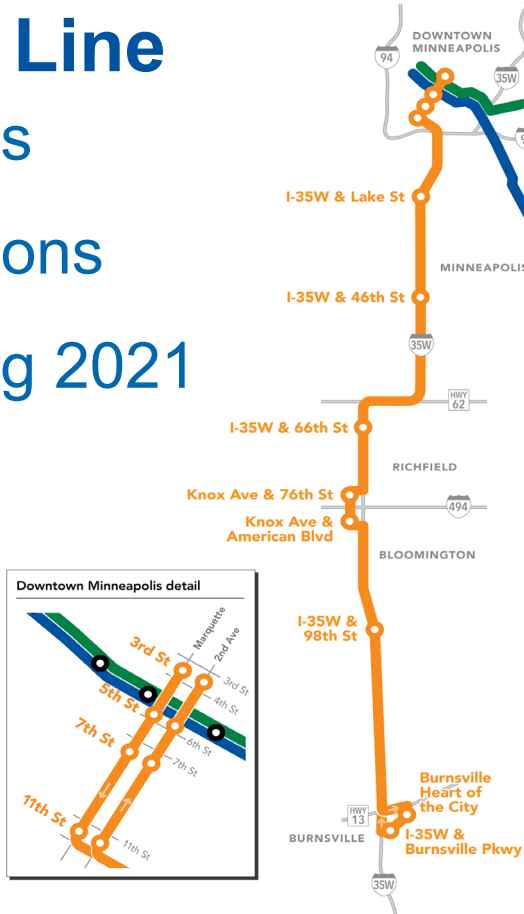 Line
s
ons
g 2021
DOWNTOWN
MINNEAPOLIS
94
35W
I-35W & Lake St
MINNEAPOLIS
I-35W & 46th St
35W
HWY
62
I-35W & 66th St
RICHFIELD
Knox Ave & 76th St
494
Knox Ave &
American Blvd
BLOOMINGTON
I-35W &
98th St
Burnsville
Heart of
the City
HWY
13
BURNSVILLE
I-35W &
Burnsville Pkwy
35W
Downtown Minneapolis detail
Marquette
2nd Ave
3rd St
3rd St
4th St
5th St
6th St
7th St
7th St
11th St
11th St